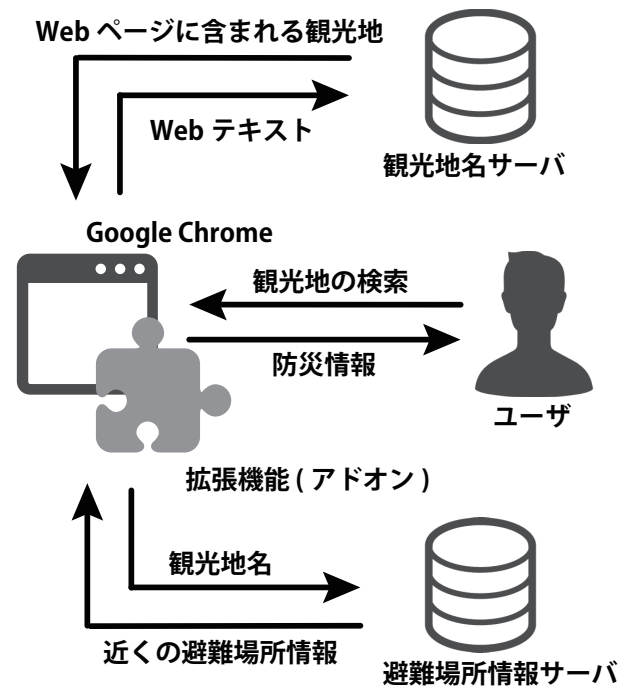 Web ページに含まれる観光地
Web テキスト
観光地名サーバ
Google Chrome
観光地の検索
防災情報
ユーザ
拡張機能 ( アドオン )
観光地名
近くの避難場所情報
避難場所情報サーバ